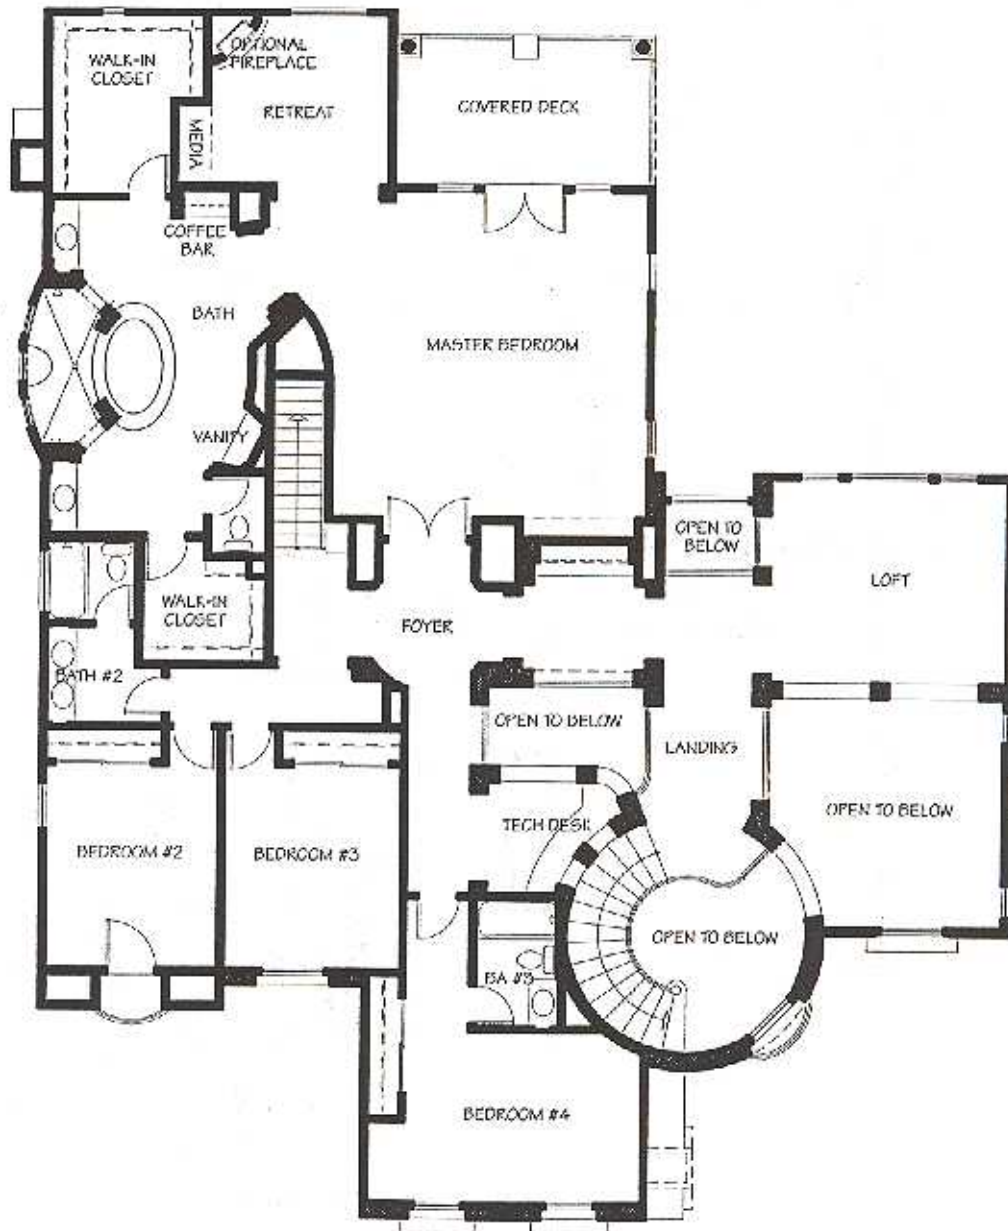 WALK-IN
CLOSET
OPTIONAL
FIREPLACE
RETREAT
MEDIA
COVERED DECK
COFFEE
BAR
BATH
MASTER BEDROOM
VANITY
OPEN TO
BELOW
LOFT
WALK-IN
CLOSET
FOYER
BATH #2
OPEN TO BELOW
LANDING
TECH DESK
OPEN TO BELOW
BEDROOM #2
BEDROOM #3
OPEN TO BELOW
BA #3
BEDROOM #4